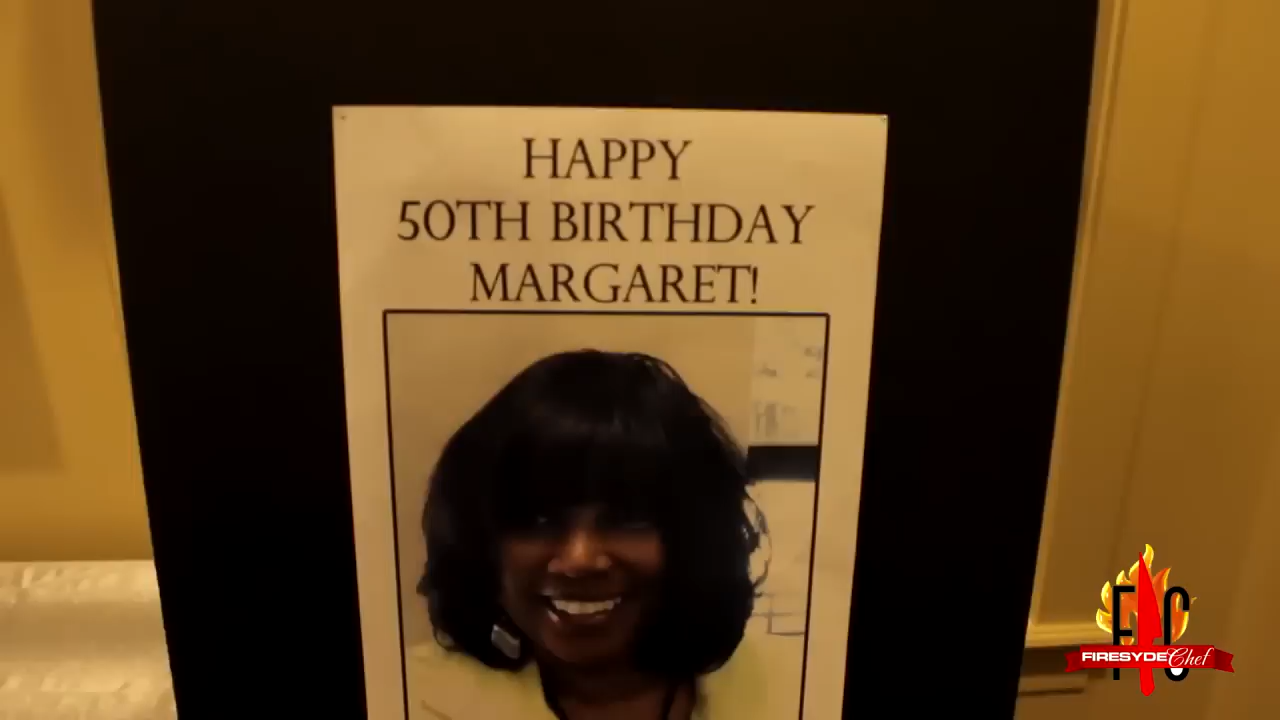 HAPPY
50TH BIRTHDAY
MARGARET!
F C
FIRESYDE Chef